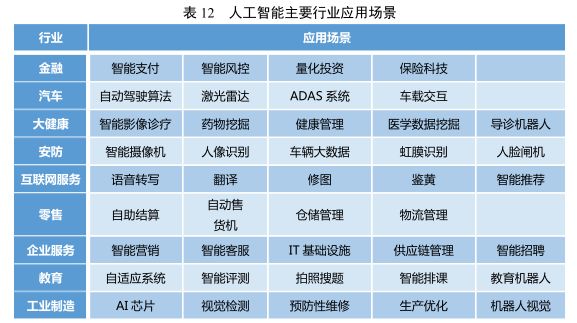 表 12 人工智能主要行业应用场景
行业 应用场景
金融 智能支付 智能风控 量化投资 保险科技
汽车 自动驾驶算法 激光雷达 ADAS 系统 车载交互
大健康 智能影像诊疗 药物挖掘 健康管理 医学数据挖掘 导诊机器人
安防 智能摄像机 人像识别 车辆大数据 虹膜识别 人脸闸机
互联网服务 语音转写 翻译 修图 鉴黄 智能推荐
零售 自助结算 自动售 仓储管理 物流管理
货机
企业服务 智能营销 智能客服 IT 基础设施 供应链管理 智能招聘
教育 自适应系统 智能评测 拍照搜题 智能排课 教育机器人
工业制造 AI 芯片 视觉检测 预防性维修 生产优化 机器人视觉